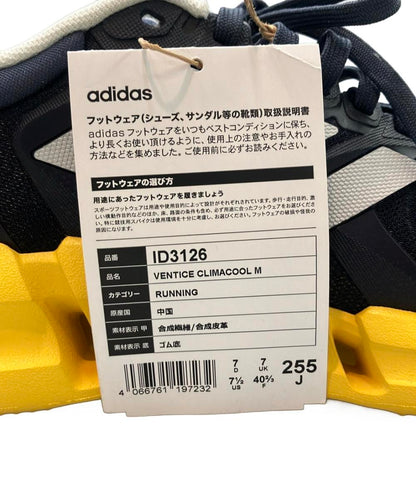 adidas
フットウェア(シューズ、サンダル等の靴類)取扱説明書
adidas フットウェアをいつもベストコンディションに保ち、
より長くお使い頂けるように、使用上の注意やお手入れの
方法などを集めました。ご使用前に必ずお読みください。
フットウェアの選び方
用途にあったフットウェアを履きましょう
品番 ID3126
品名 VENTICE CLIMACOOL M
カテゴリー RUNNING
原産国 中国
素材表示 甲 合成繊維/合成皮革
素材表示 底 ゴム底
4 066761 197232
7 D 7 UK 255
7½ US 40⅔ F J